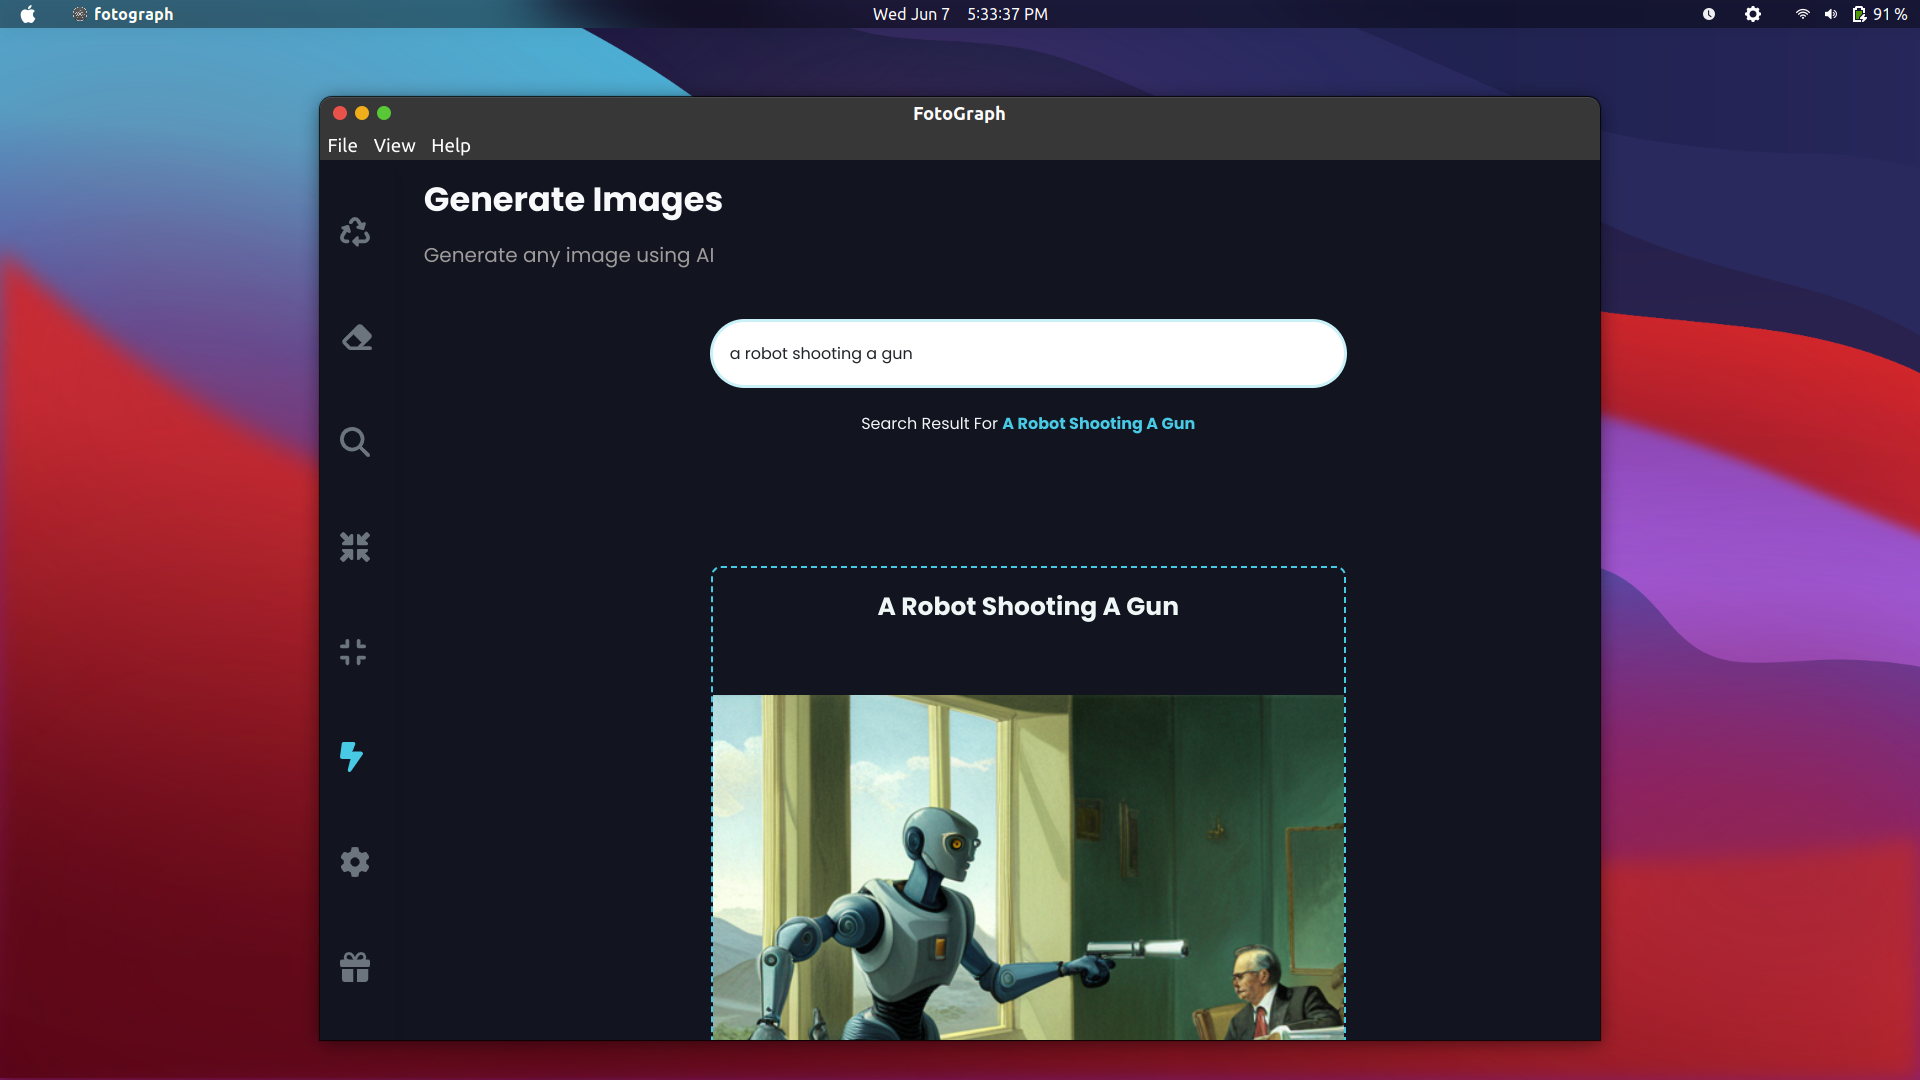 fotograph
Wed Jun 7 5:33:37 PM
91 %
FotoGraph
File View Help
Generate Images
Generate any image using AI
a robot shooting a gun
Search Result For A Robot Shooting A Gun
A Robot Shooting A Gun